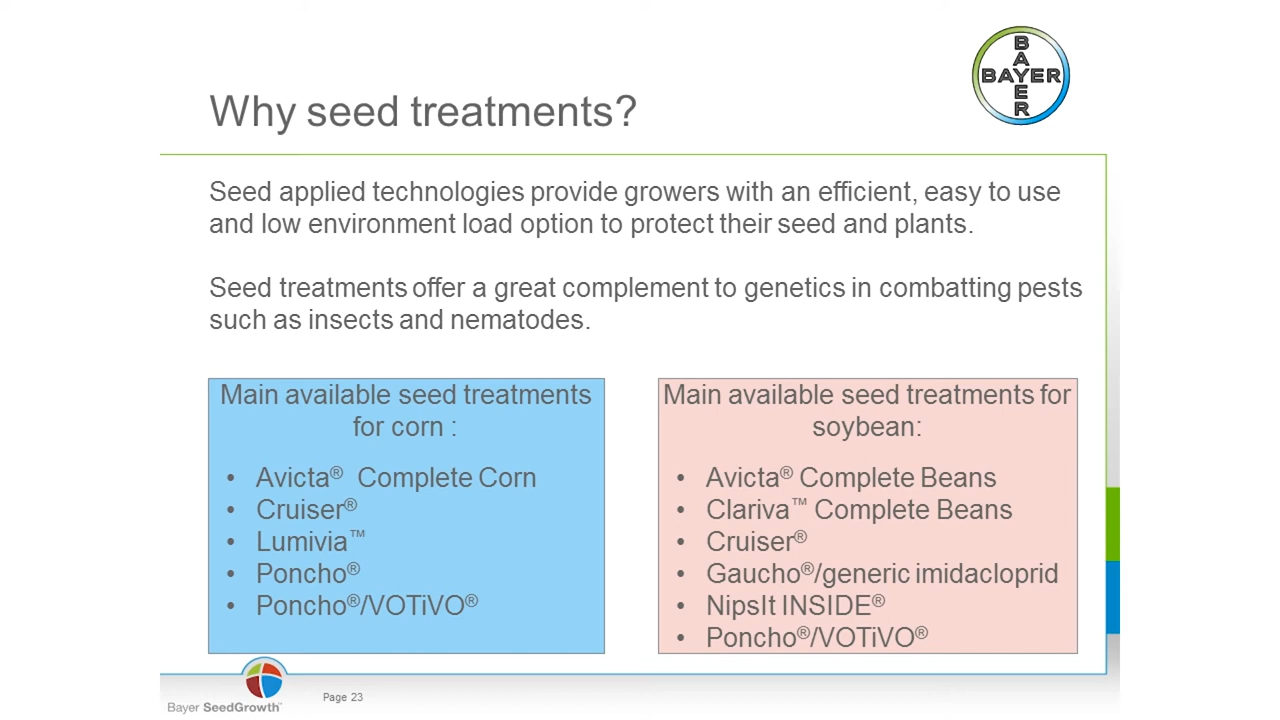 BAYER
BAYER
Why seed treatments?
Seed applied technologies provide growers with an efficient, easy to use
and low environment load option to protect their seed and plants.
Seed treatments offer a great complement to genetics in combatting pests
such as insects and nematodes.
Main available seed treatments
for corn :
• Avicta® Complete Corn
• Cruiser®
• Lumivia™
• Poncho®
• Poncho®/VOTiVO®
Main available seed treatments for
soybean:
• Avicta® Complete Beans
• Clariva™ Complete Beans
• Cruiser®
• Gaucho®/generic imidacloprid
• NipsIt INSIDE®
• Poncho®/VOTiVO®
Bayer SeedGrowth™
Page 23